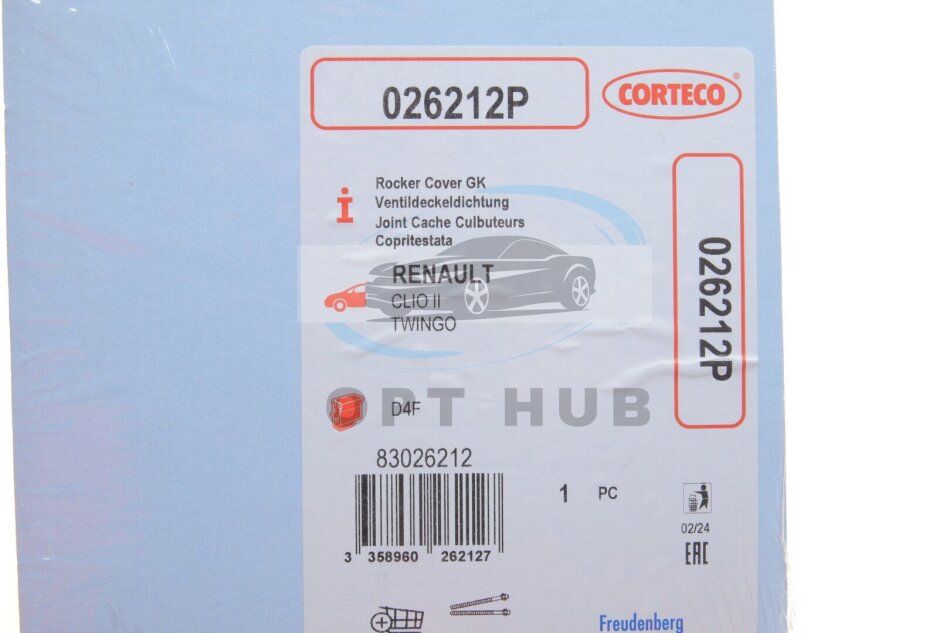 026212P
CORTECO®
Rocker Cover GK
Ventildeckeldichtung
Joint Cache Culbuteurs
Copritestata
026212P
RENAULT
CLIO II
TWINGO
OPT HUB
D4F
83026212
1 PC
02/24
EAC
3 358960 262127
Freudenberg